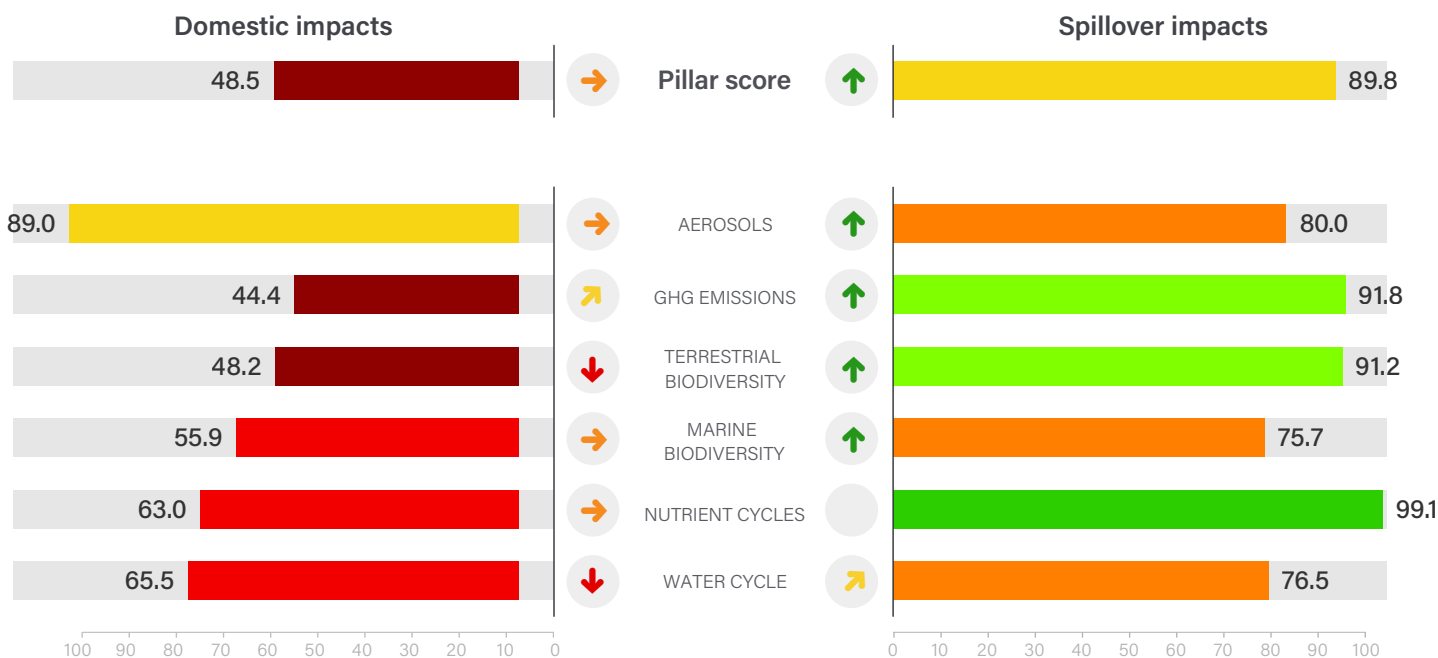 Domestic impacts
Spillover impacts
48.5
Pillar score
89.8
89.0
AEROSOLS
80.0
44.4
GHG EMISSIONS
91.8
48.2
TERRESTRIAL
BIODIVERSITY
91.2
55.9
MARINE
BIODIVERSITY
75.7
63.0
NUTRIENT CYCLES
99.1
65.5
WATER CYCLE
76.5
100 90 80 70 60 50 40 30 20 10 0
0 10 20 30 40 50 60 70 80 90 100